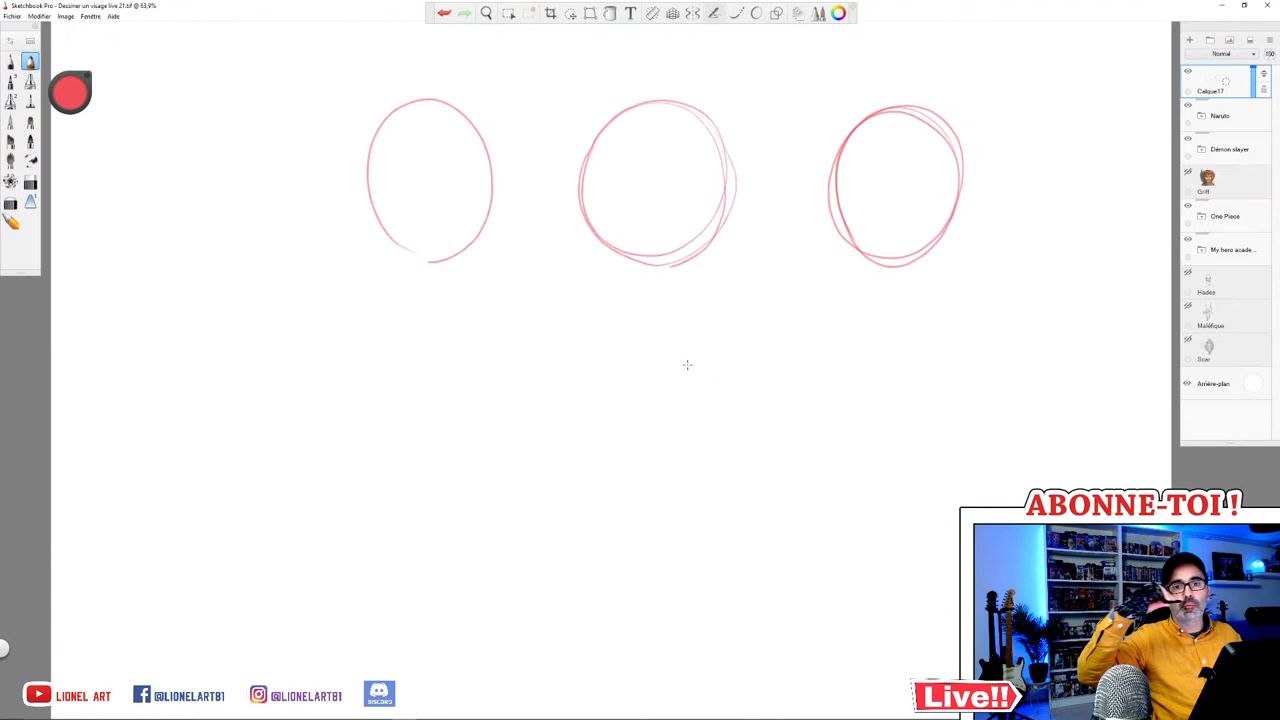 Sketchbook Pro - Dessiner un visage live 21.tif @ 63,9%
Fichier Modifier Image Fenêtre Aide
Normal
Calque17
Naruto
Démon slayer
Griff
One Piece
My hero acade...
Hades
Maléfique
Scar
Arrière-plan
ABONNE-TOI !
LIONEL ART
@LIONELART81
@LIONELART81
DISCORD
Live!!